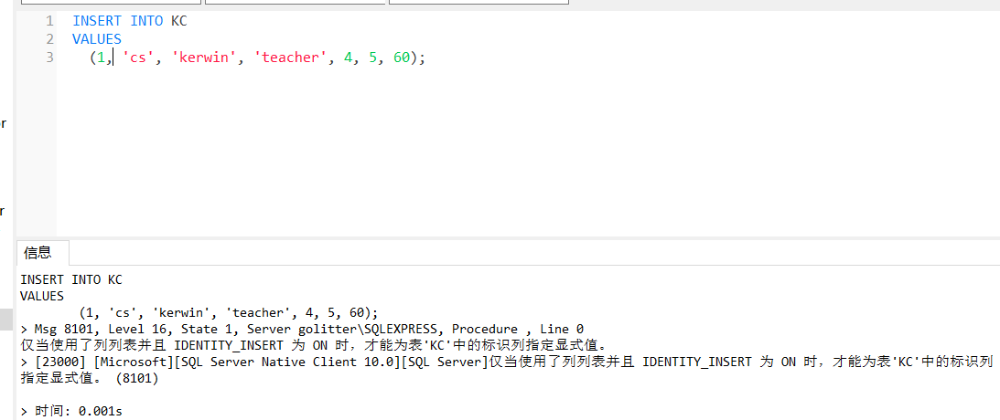 1 INSERT INTO KC
2 VALUES
3 (1, 'cs', 'kerwin', 'teacher', 4, 5, 60);
r
信息
INSERT INTO KC
VALUES
(1, 'cs', 'kerwin', 'teacher', 4, 5, 60);
> Msg 8101, Level 16, State 1, Server golitter\SQLEXPRESS, Procedure , Line 0
仅当使用了列列表并且 IDENTITY_INSERT 为 ON 时，才能为表'KC'中的标识列指定显式值。
> [23000] [Microsoft][SQL Server Native Client 10.0][SQL Server]仅当使用了列列表并且 IDENTITY_INSERT 为 ON 时，才能为表'KC'中的标识列
指定显式值。 (8101)
> 时间: 0.001s